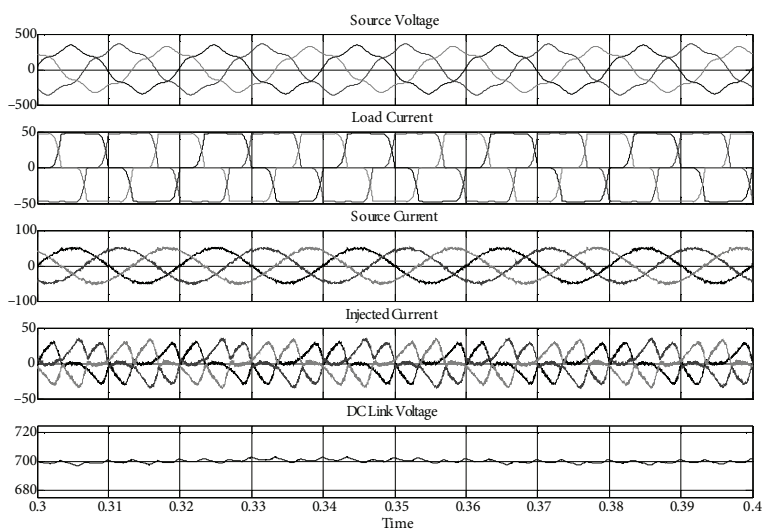 Source Voltage
500
0
−500
Load Current
50
0
−50
Source Current
100
0
−100
Injected Current
50
0
−50
DC Link Voltage
720
700
680
0.3 0.31 0.32 0.33 0.34 0.35 0.36 0.37 0.38 0.39 0.4
Time